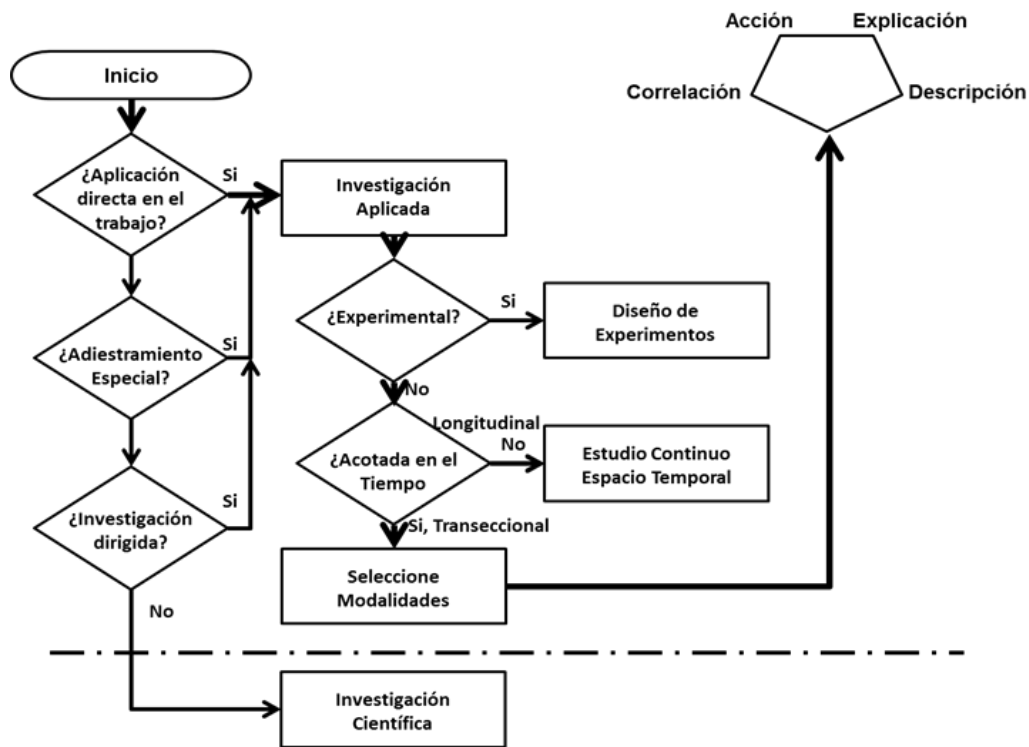 Inicio
¿Aplicación
directa en el
trabajo?
Si
¿Adiestramiento
Especial?
Si
¿Investigación
dirigida?
Si
No
Investigación
Aplicada
¿Experimental?
Si
No
Diseño de
Experimentos
¿Acotada en el
Tiempo
Longitudinal
No
Estudio Continuo
Espacio Temporal
Si, Transeccional
Seleccione
Modalidades
Acción
Explicación
Correlación
Descripción
Investigación
Científica